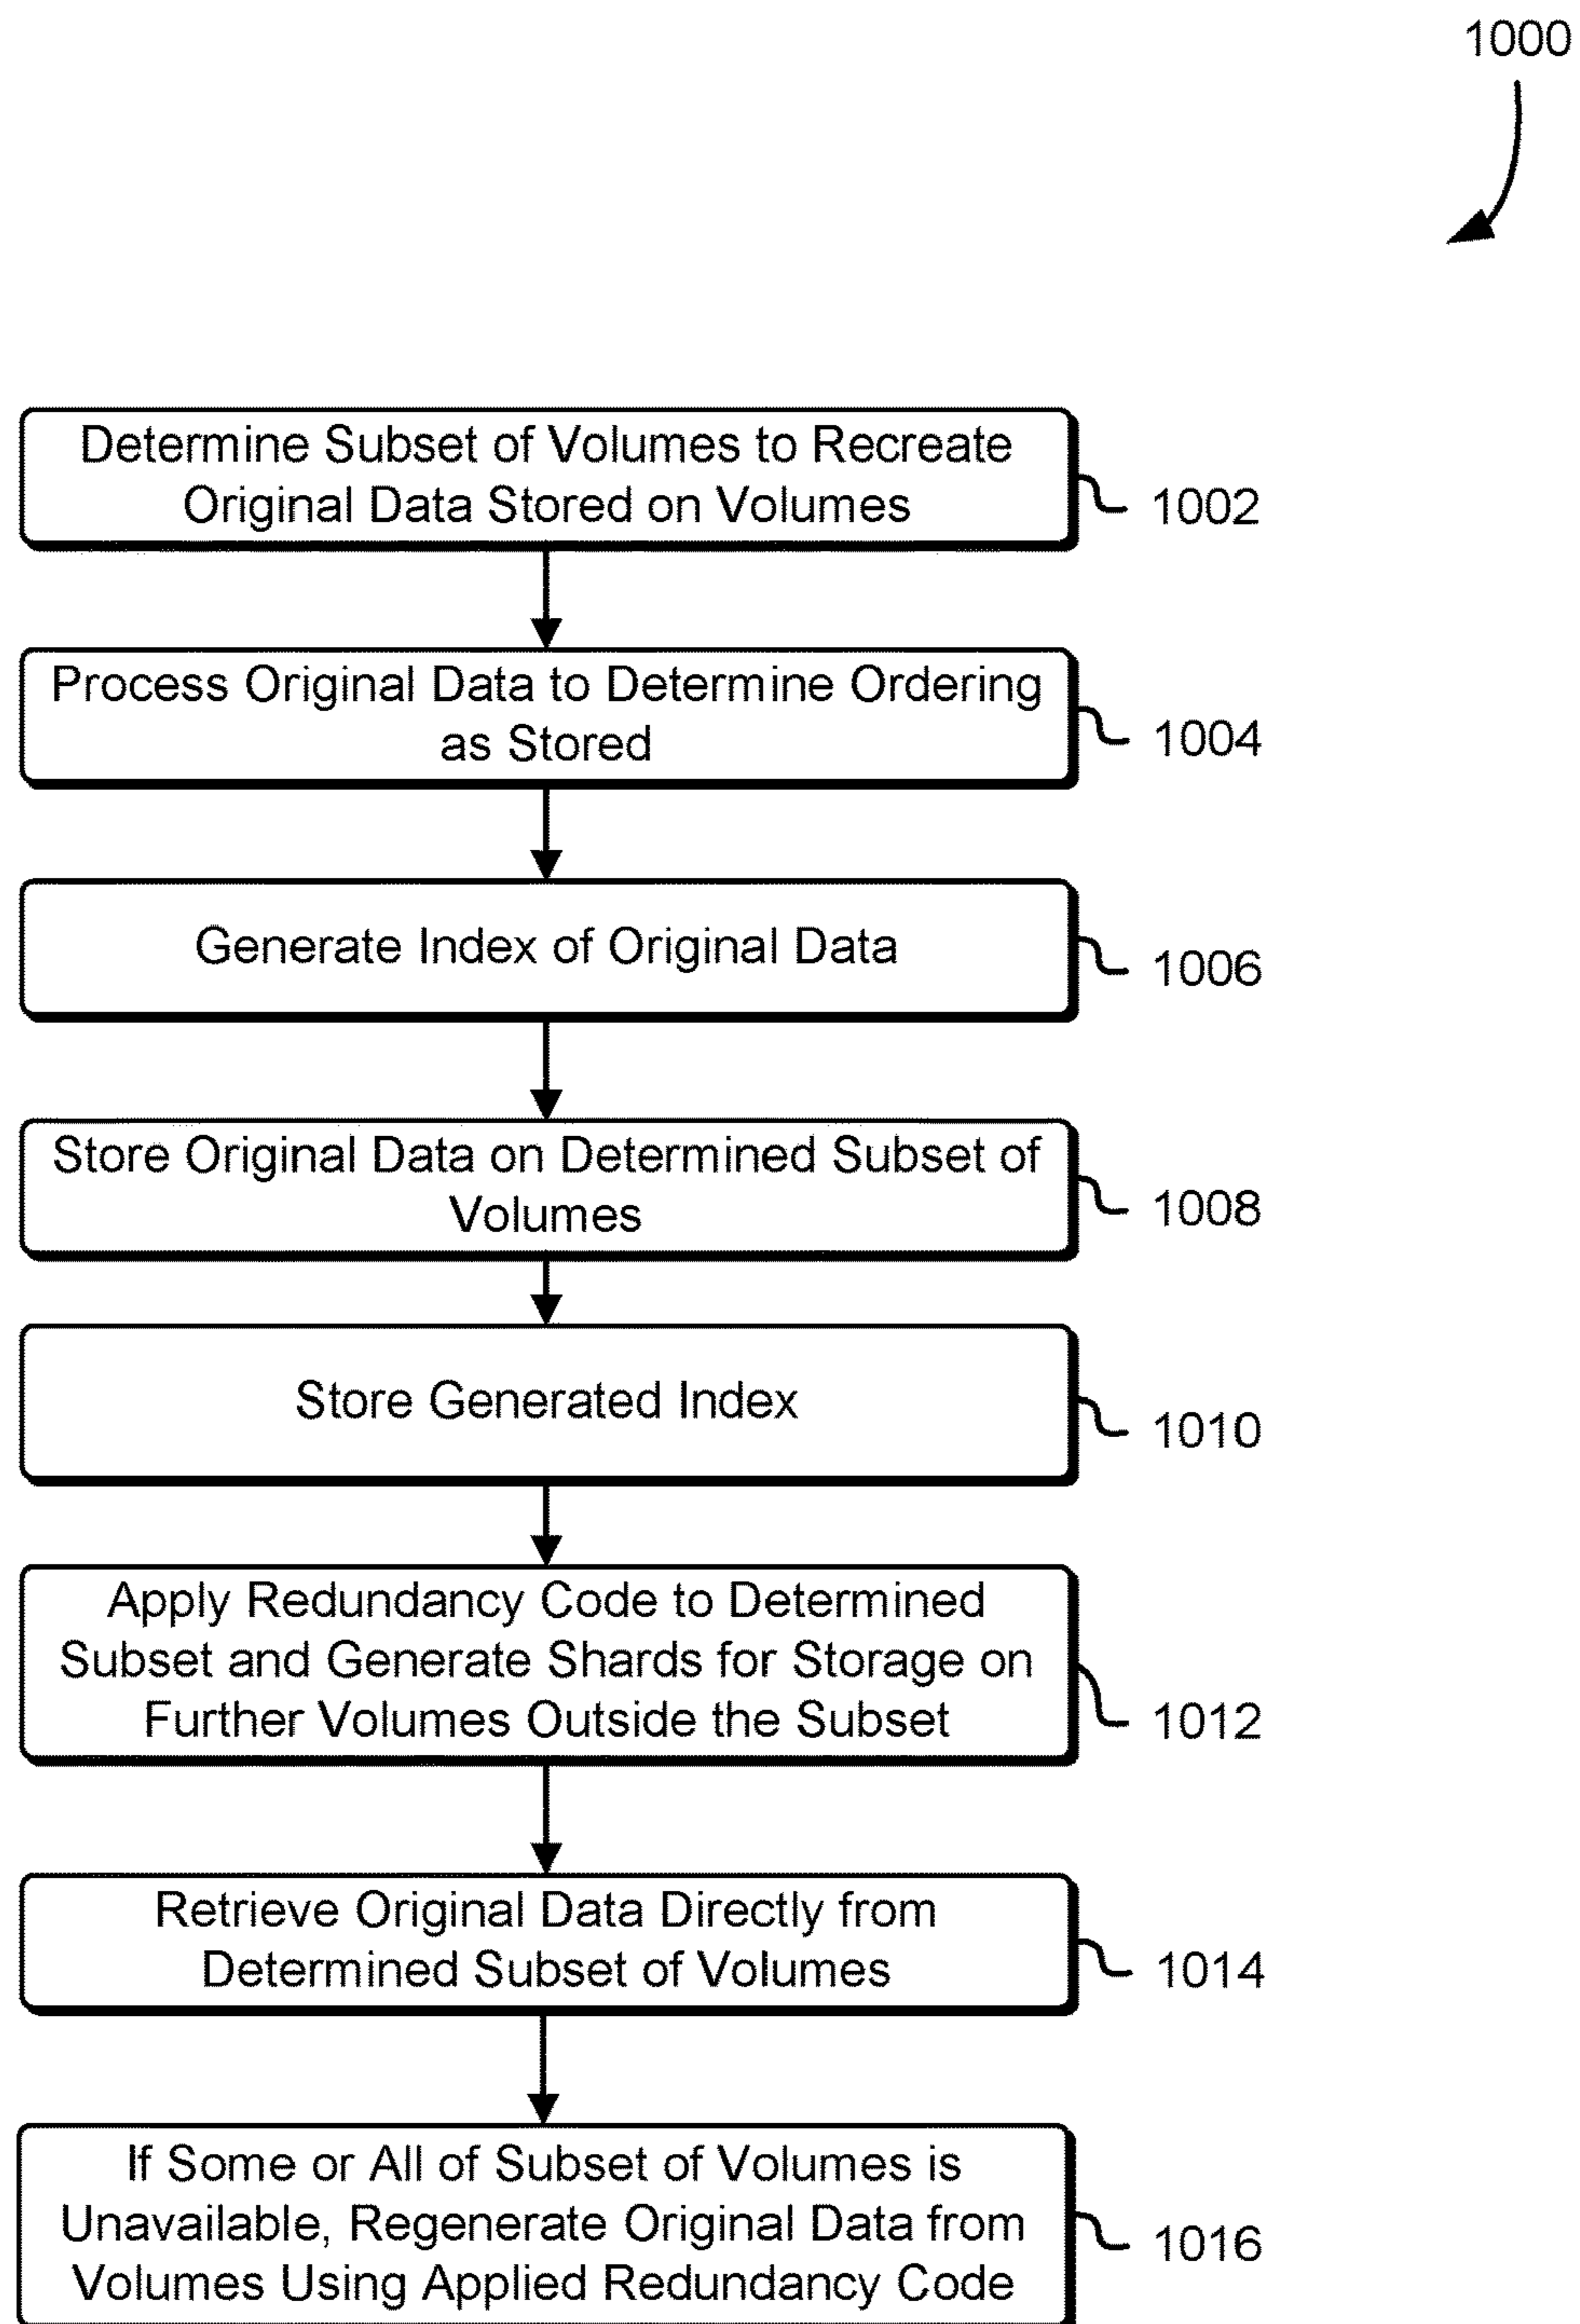 1000
Determine Subset of Volumes to Recreate
Original Data Stored on Volumes
1002
Process Original Data to Determine Ordering
as Stored
1004
Generate Index of Original Data
1006
Store Original Data on Determined Subset of
Volumes
1008
Store Generated Index
1010
Apply Redundancy Code to Determined
Subset and Generate Shards for Storage on
Further Volumes Outside the Subset
1012
Retrieve Original Data Directly from
Determined Subset of Volumes
1014
If Some or All of Subset of Volumes is
Unavailable, Regenerate Original Data from
Volumes Using Applied Redundancy Code
1016